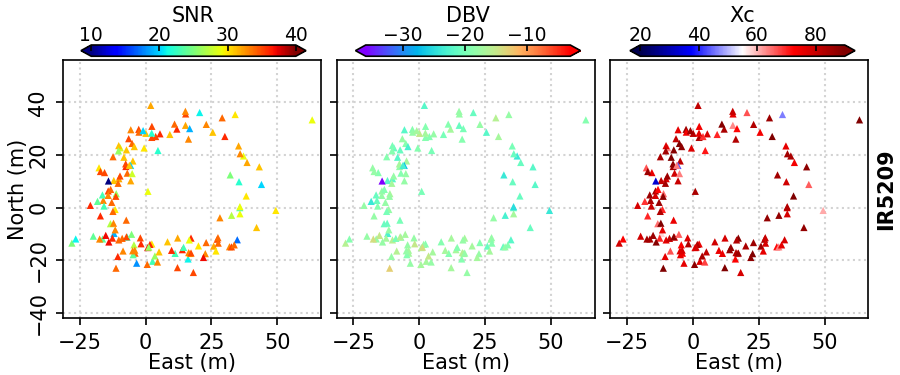 SNR DBV Xc
10 20 30 40 −30 −20 −10 20 40 60 80
40
20
0
−20
−40
North (m)
IR5209
−25 0 25 50 −25 0 25 50 −25 0 25 50
East (m) East (m) East (m)